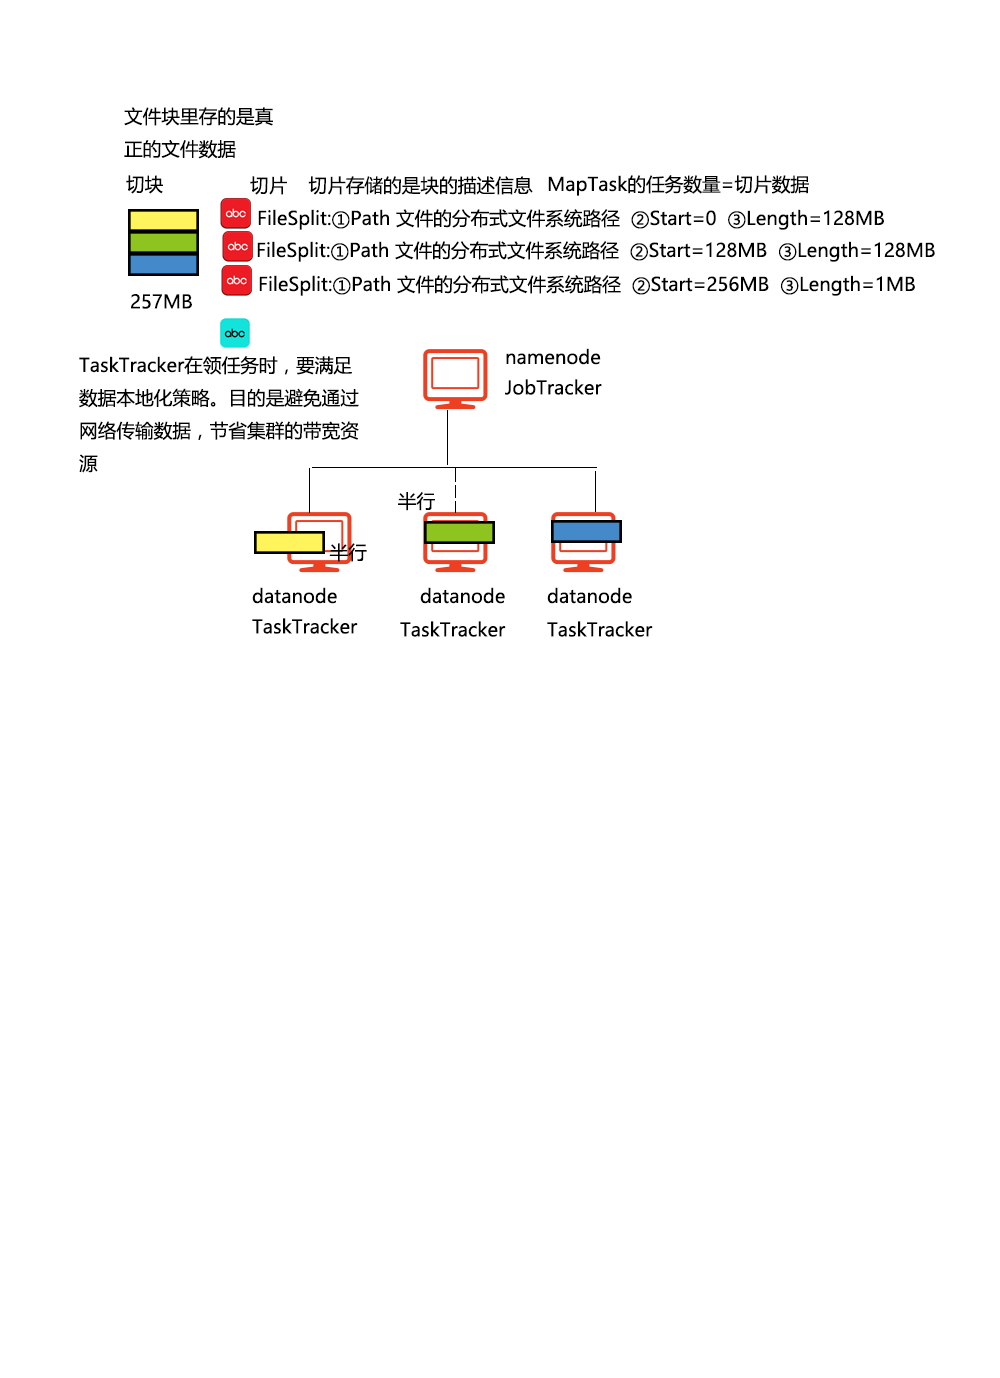 文件块里存的是真
正的文件数据
切块 切片 切片存储的是块的描述信息 MapTask的任务数量=切片数据
abc FileSplit:①Path 文件的分布式文件系统路径 ②Start=0 ③Length=128MB
abc FileSplit:①Path 文件的分布式文件系统路径 ②Start=128MB ③Length=128MB
abc FileSplit:①Path 文件的分布式文件系统路径 ②Start=256MB ③Length=1MB
257MB
abc
TaskTracker在领任务时，要满足
数据本地化策略。目的是避免通过
网络传输数据，节省集群的带宽资
源
namenode
JobTracker
半行
半行
datanode datanode datanode
TaskTracker TaskTracker TaskTracker